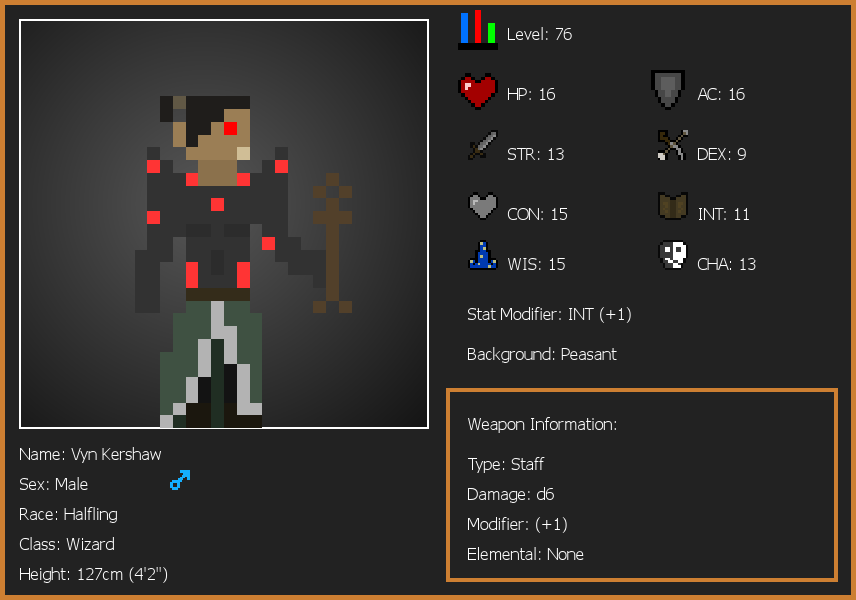 Level: 76
HP: 16
AC: 16
STR: 13
DEX: 9
CON: 15
INT: 11
WIS: 15
CHA: 13
Stat Modifier: INT (+1)
Background: Peasant
Weapon Information:
Type: Staff
Damage: d6
Modifier: (+1)
Elemental: None
Name: Vyn Kershaw
Sex: Male
Race: Halfling
Class: Wizard
Height: 127cm (4'2")